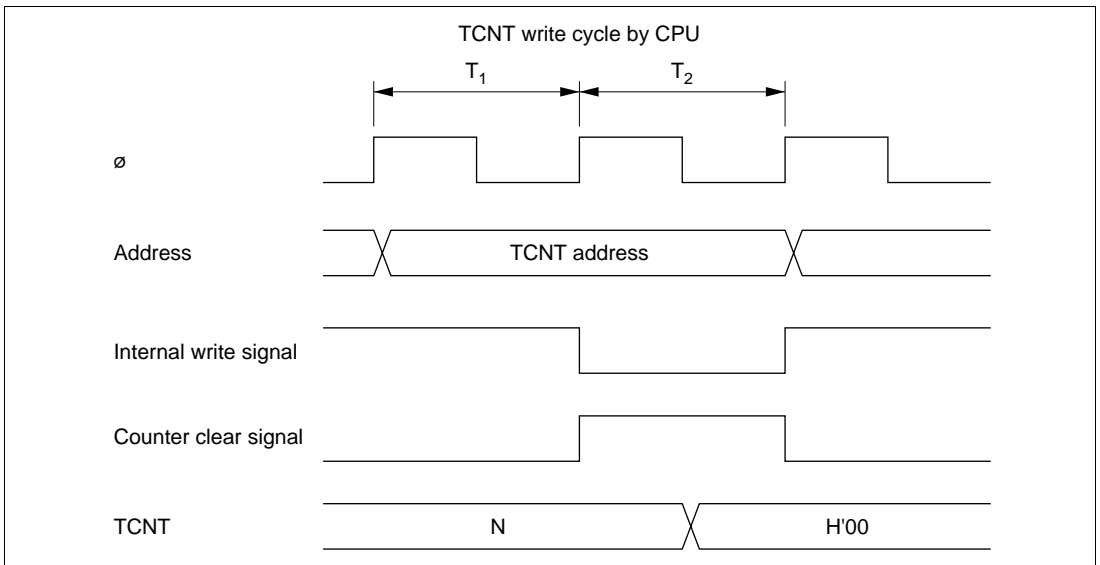 TCNT write cycle by CPU
T1 T2
ø
Address TCNT address
Internal write signal
Counter clear signal
TCNT N H'00